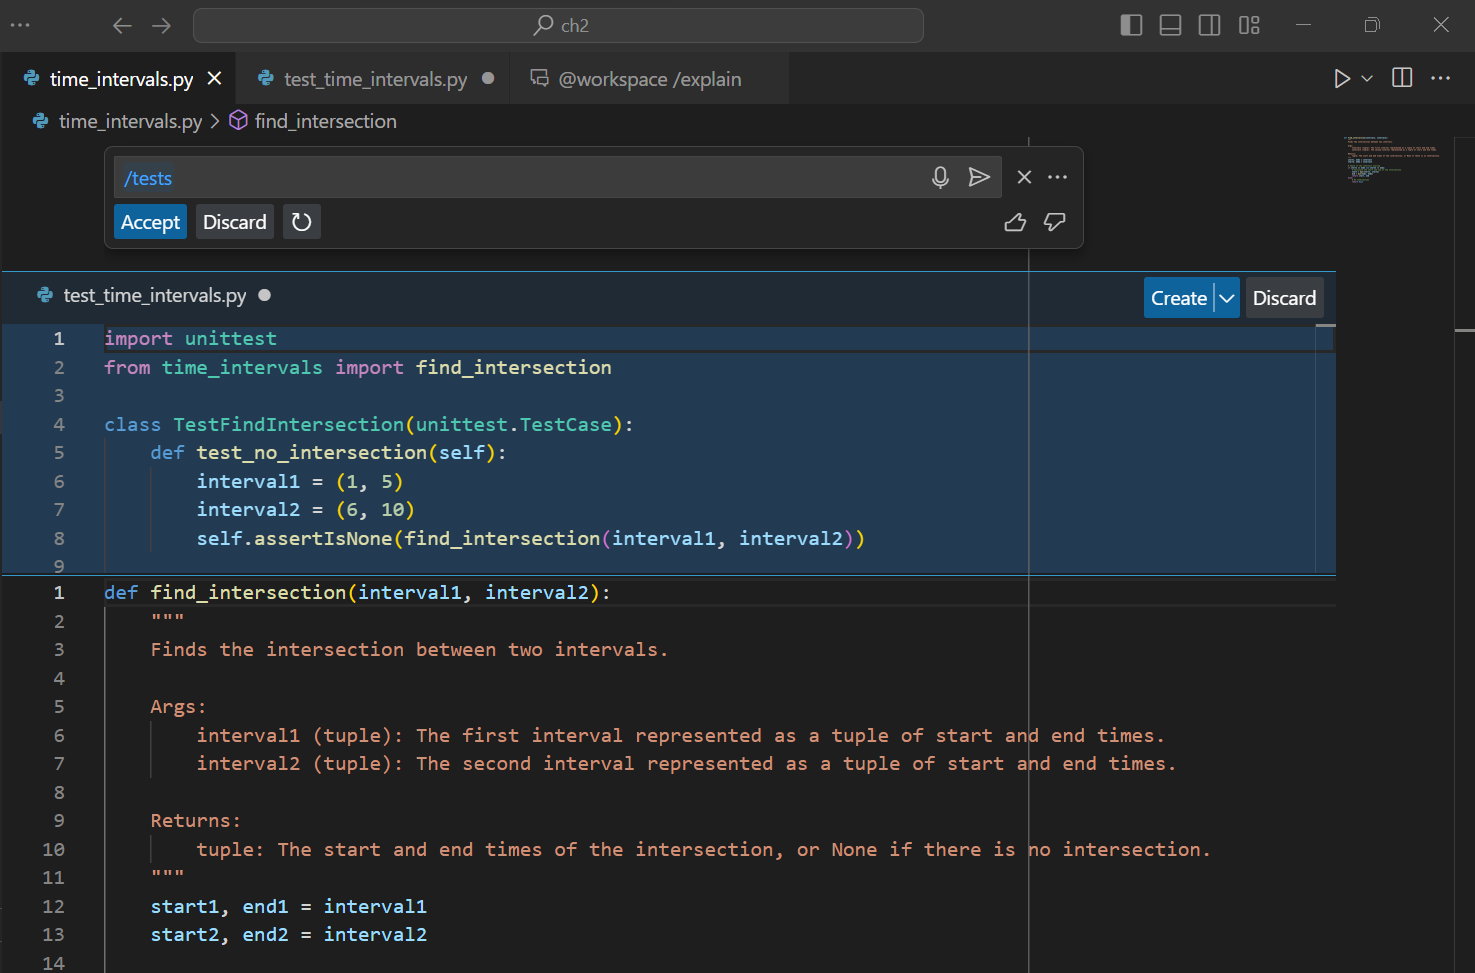 ch2
time_intervals.py
test_time_intervals.py
@workspace /explain
time_intervals.py > find_intersection
/tests
Accept
Discard
test_time_intervals.py
Create
Discard
1 import unittest
2 from time_intervals import find_intersection
3
4 class TestFindIntersection(unittest.TestCase):
5     def test_no_intersection(self):
6         interval1 = (1, 5)
7         interval2 = (6, 10)
8         self.assertIsNone(find_intersection(interval1, interval2))
9
1 def find_intersection(interval1, interval2):
2     """
3     Finds the intersection between two intervals.
4
5     Args:
6         interval1 (tuple): The first interval represented as a tuple of start and end times.
7         interval2 (tuple): The second interval represented as a tuple of start and end times.
8
9     Returns:
10         tuple: The start and end times of the intersection, or None if there is no intersection.
11     """
12     start1, end1 = interval1
13     start2, end2 = interval2
14